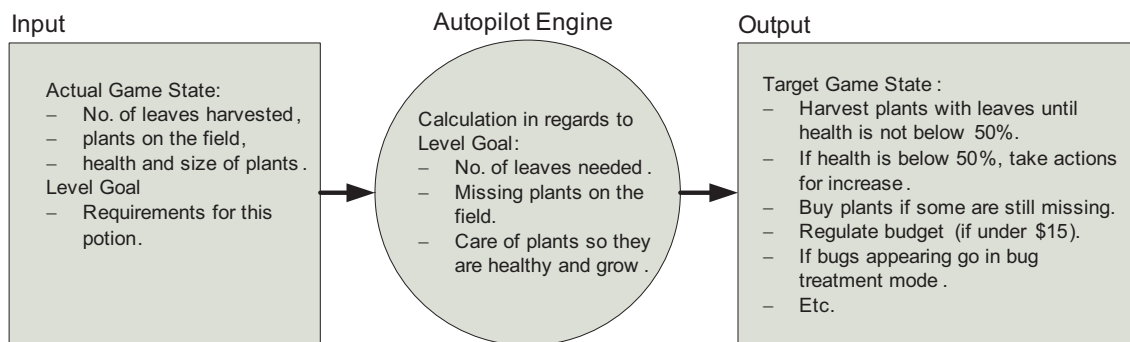 Input
Actual Game State:
– No. of leaves harvested,
– plants on the field,
– health and size of plants.
Level Goal
– Requirements for this
potion.
Autopilot Engine
Calculation in regards to
Level Goal:
– No. of leaves needed.
– Missing plants on the
field.
– Care of plants so they
are healthy and grow.
Output
Target Game State:
– Harvest plants with leaves until
health is not below 50%.
– If health is below 50%, take actions
for increase.
– Buy plants if some are still missing.
– Regulate budget (if under $15).
– If bugs appearing go in bug
treatment mode.
– Etc.